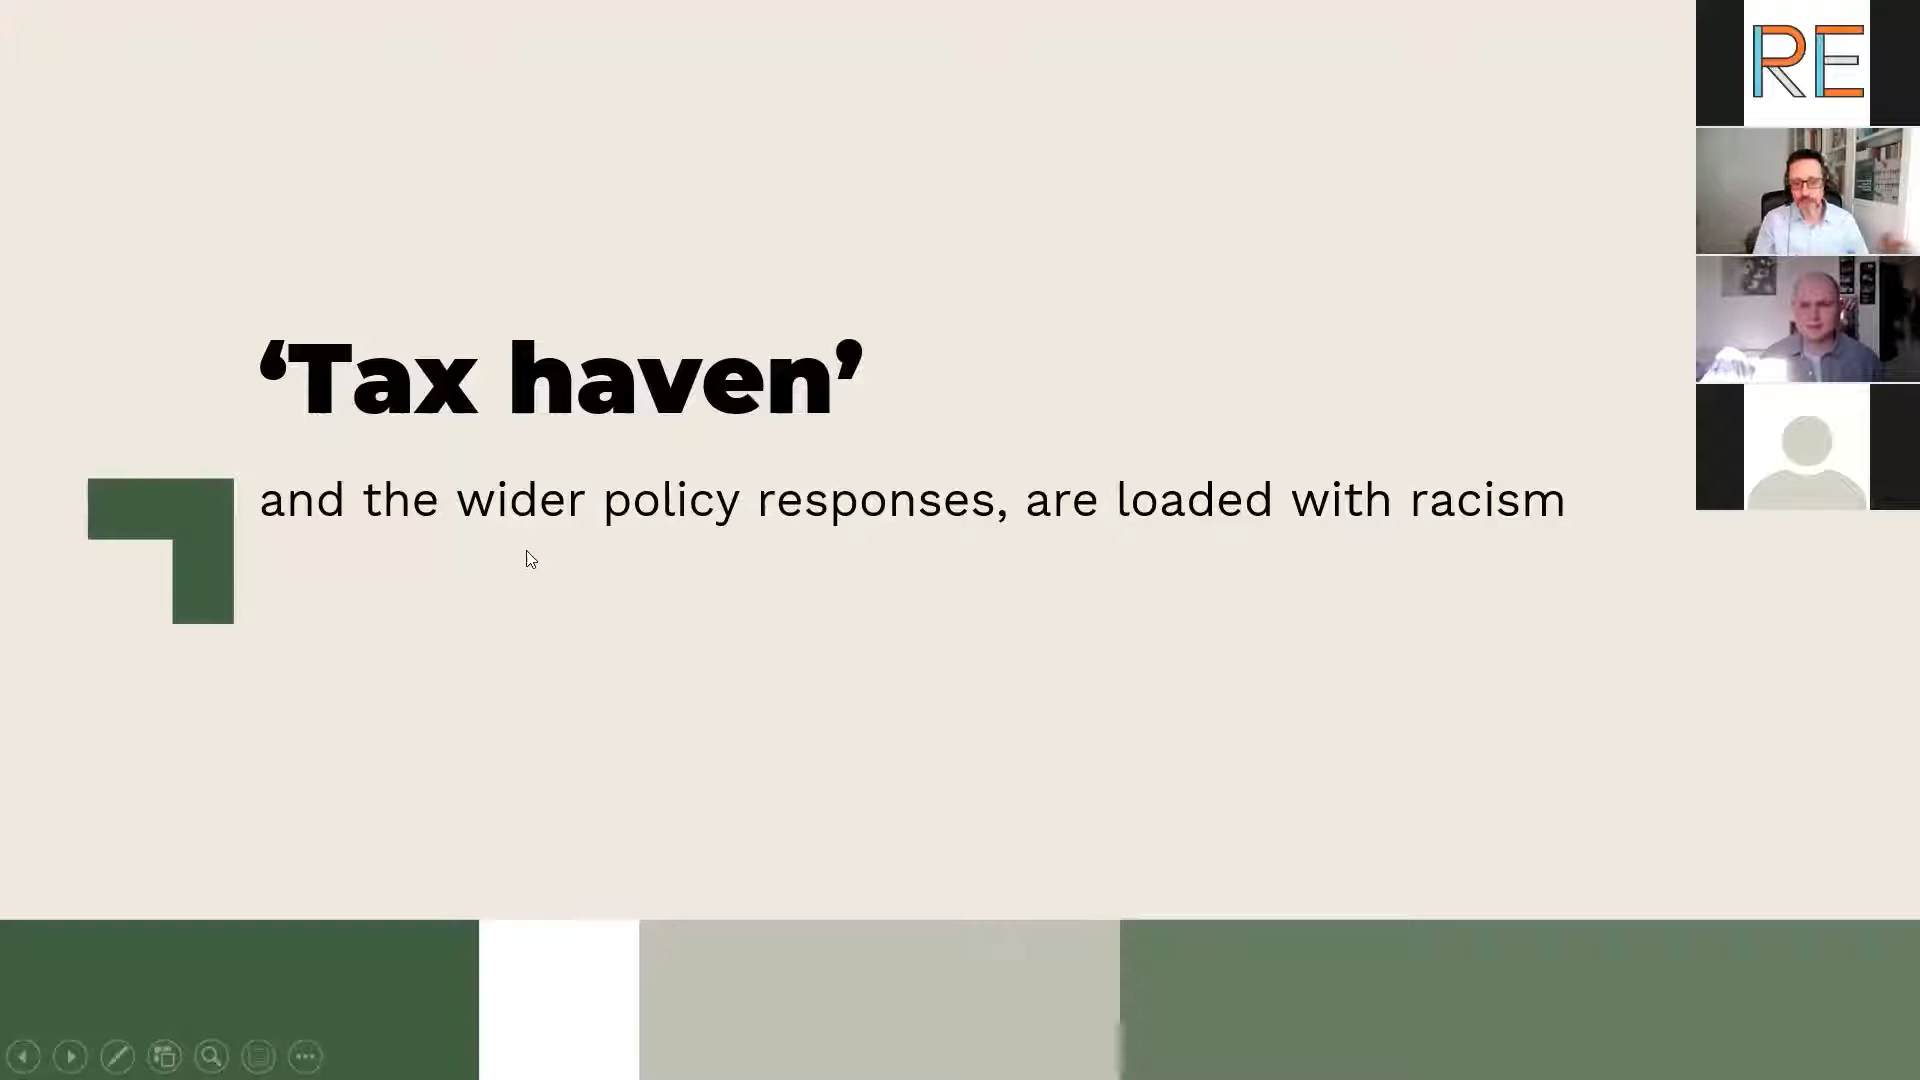 ‘Tax haven’
and the wider policy responses, are loaded with racism
RE